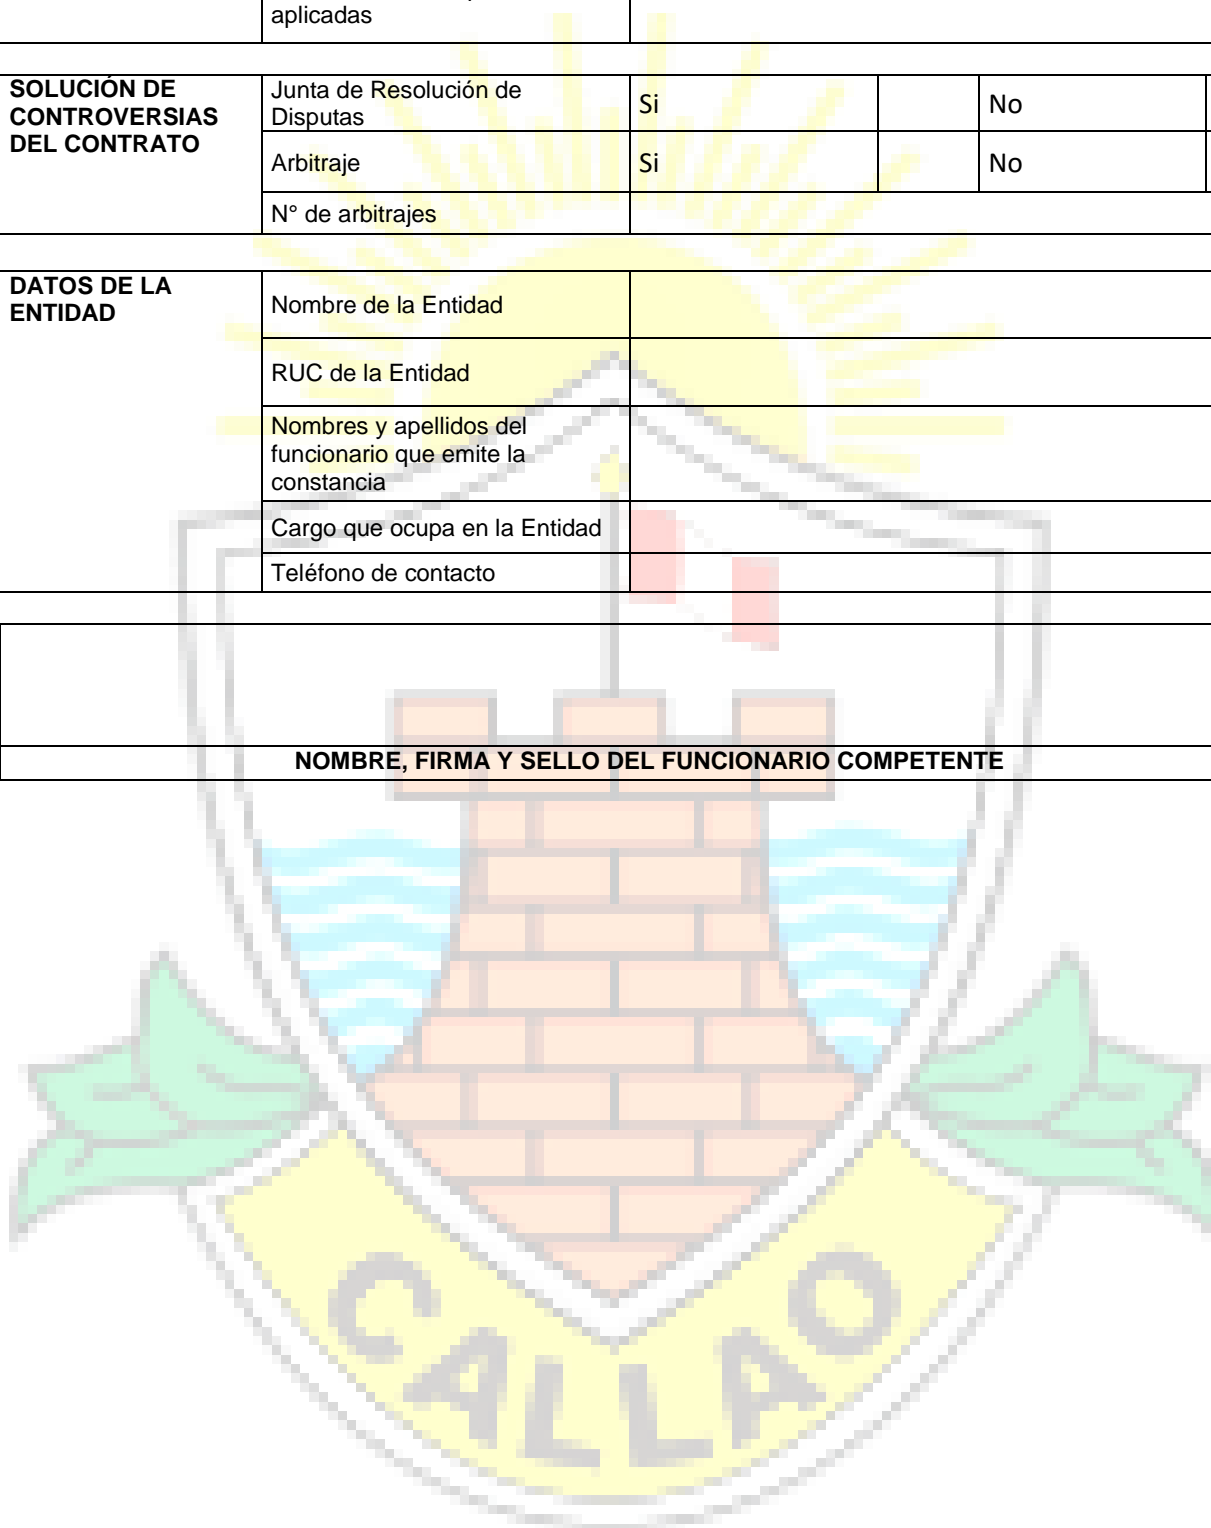 aplicadas
SOLUCIÓN DE
CONTROVERSIAS
DEL CONTRATO
Junta de Resolución de
Disputas
Si
No
Arbitraje
Si
No
N° de arbitrajes
DATOS DE LA
ENTIDAD
Nombre de la Entidad
RUC de la Entidad
Nombres y apellidos del
funcionario que emite la
constancia
Cargo que ocupa en la Entidad
Teléfono de contacto
NOMBRE, FIRMA Y SELLO DEL FUNCIONARIO COMPETENTE
CALLAO